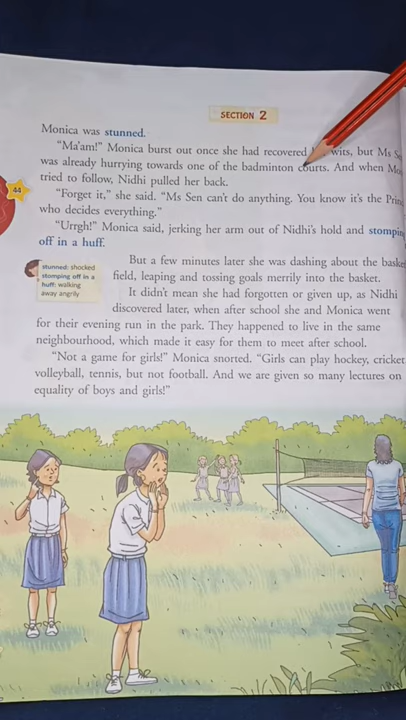 SECTION 2
Monica was stunned.
"Ma'am!" Monica burst out once she had recovered wits, but Ms
was already hurrying towards one of the badminton courts. And when
tried to follow, Nidhi pulled her back.
44
"Forget it," she said. "Ms Sen can't do anything. You know it's the
who decides everything."
"Urrgh!" Monica said, jerking her arm out of Nidhi's hold and
off in a huff.
But a few minutes later she was dashing about the
field, leaping and tossing goals merrily into the basket.
stunned: shocked
stomping off in a
huff: walking
away angrily
It didn't mean she had forgotten or given up, as Nidhi
discovered later, when after school she and Monica went
for their evening run in the park. They happened to live in the same
neighbourhood, which made it easy for them to meet after school.
"Not a game for girls!" Monica snorted. "Girls can play hockey, cricket
volleyball, tennis, but not football. And we are given so many lectures on
equality of boys and girls!"